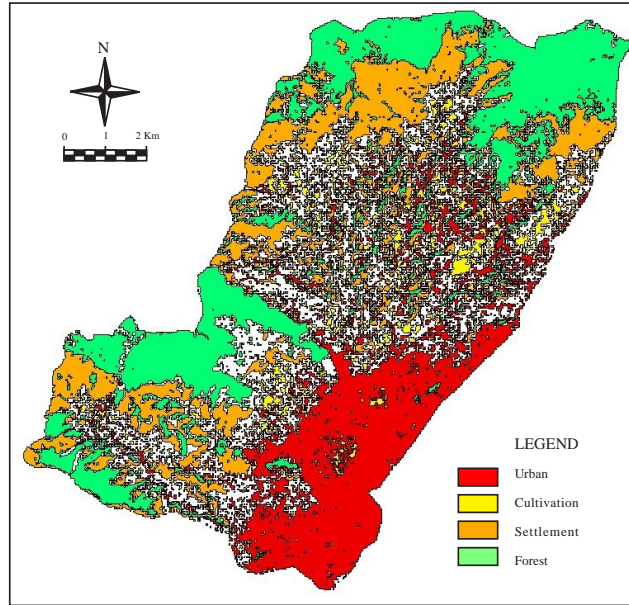 N
0 1 2 Km
LEGEND
Urban
Cultivation
Settlement
Forest